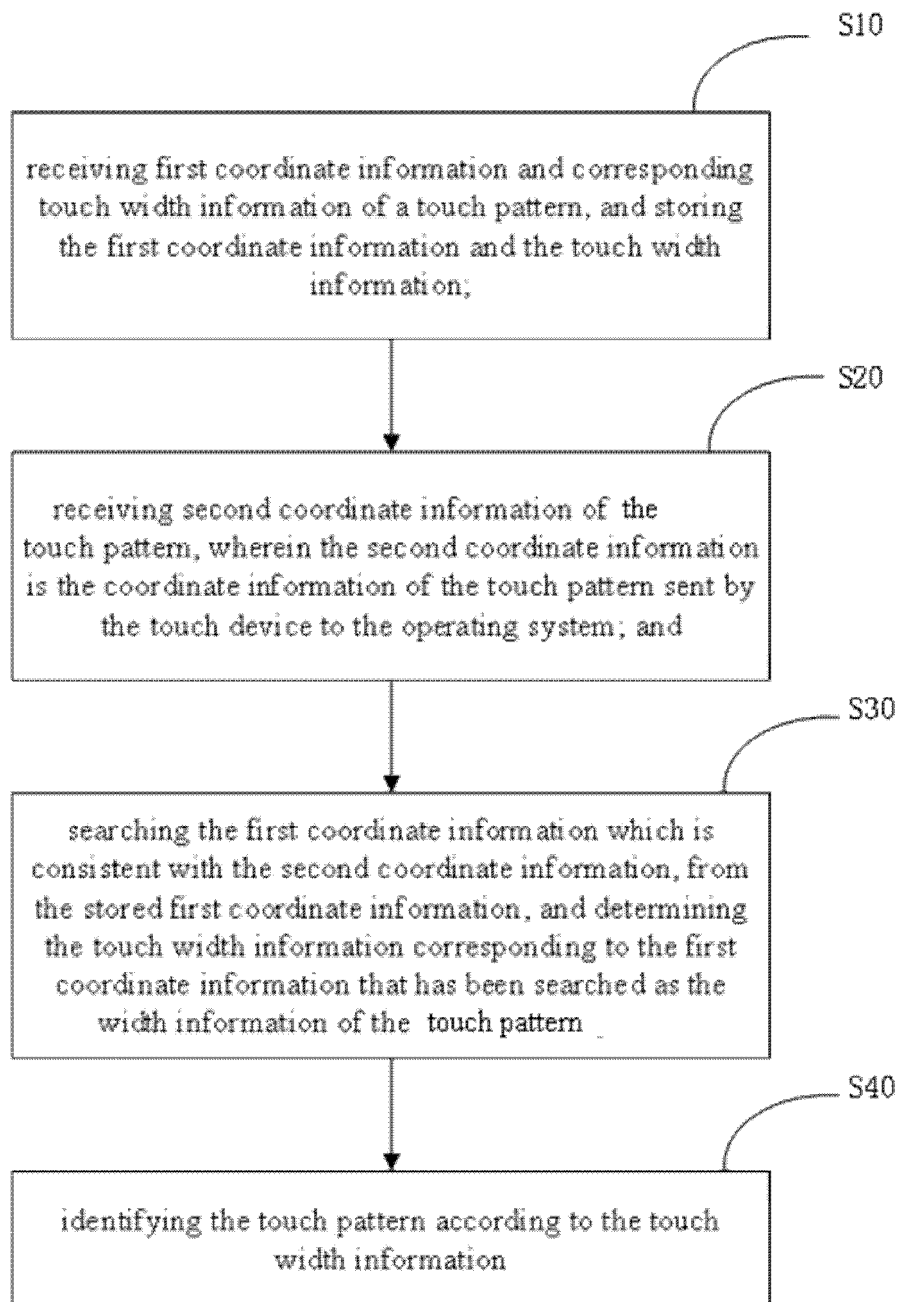 S10
receiving first coordinate information and corresponding
touch width information of a touch pattern, and storing
the first coordinate information and the touch width
information;
S20
receiving second coordinate information of the
touch pattern, wherein the second coordinate information
is the coordinate information of the touch pattern sent by
the touch device to the operating system; and
S30
searching the first coordinate information which is
consistent with the second coordinate information, from
the stored first coordinate information, and determining
the touch width information corresponding to the first
coordinate information that has been searched as the
width information of the touch pattern
S40
identifying the touch pattern according to the touch
width information